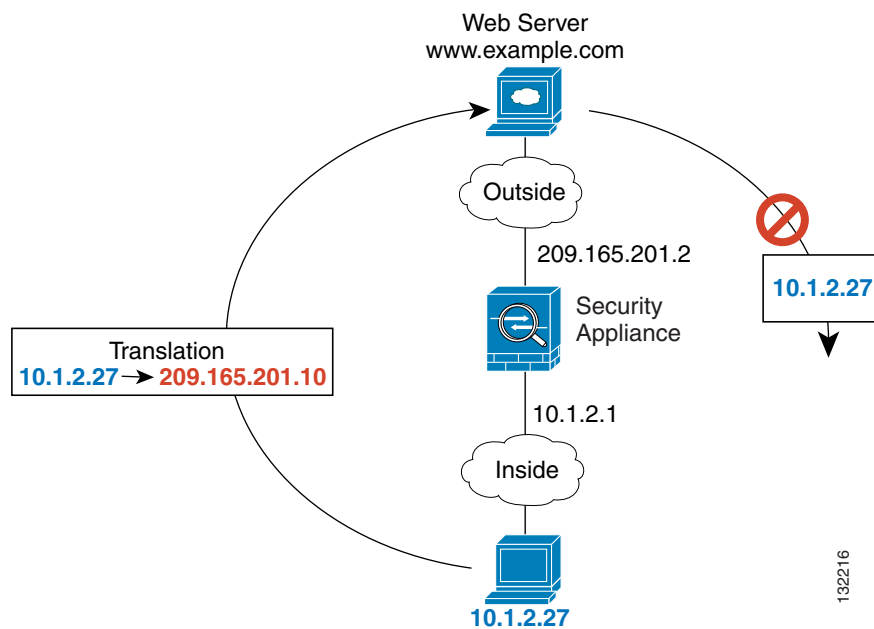 Web Server
www.example.com
Outside
209.165.201.2
10.1.2.27
Security
Appliance
Translation
10.1.2.27 209.165.201.10
10.1.2.1
Inside
10.1.2.27
132216